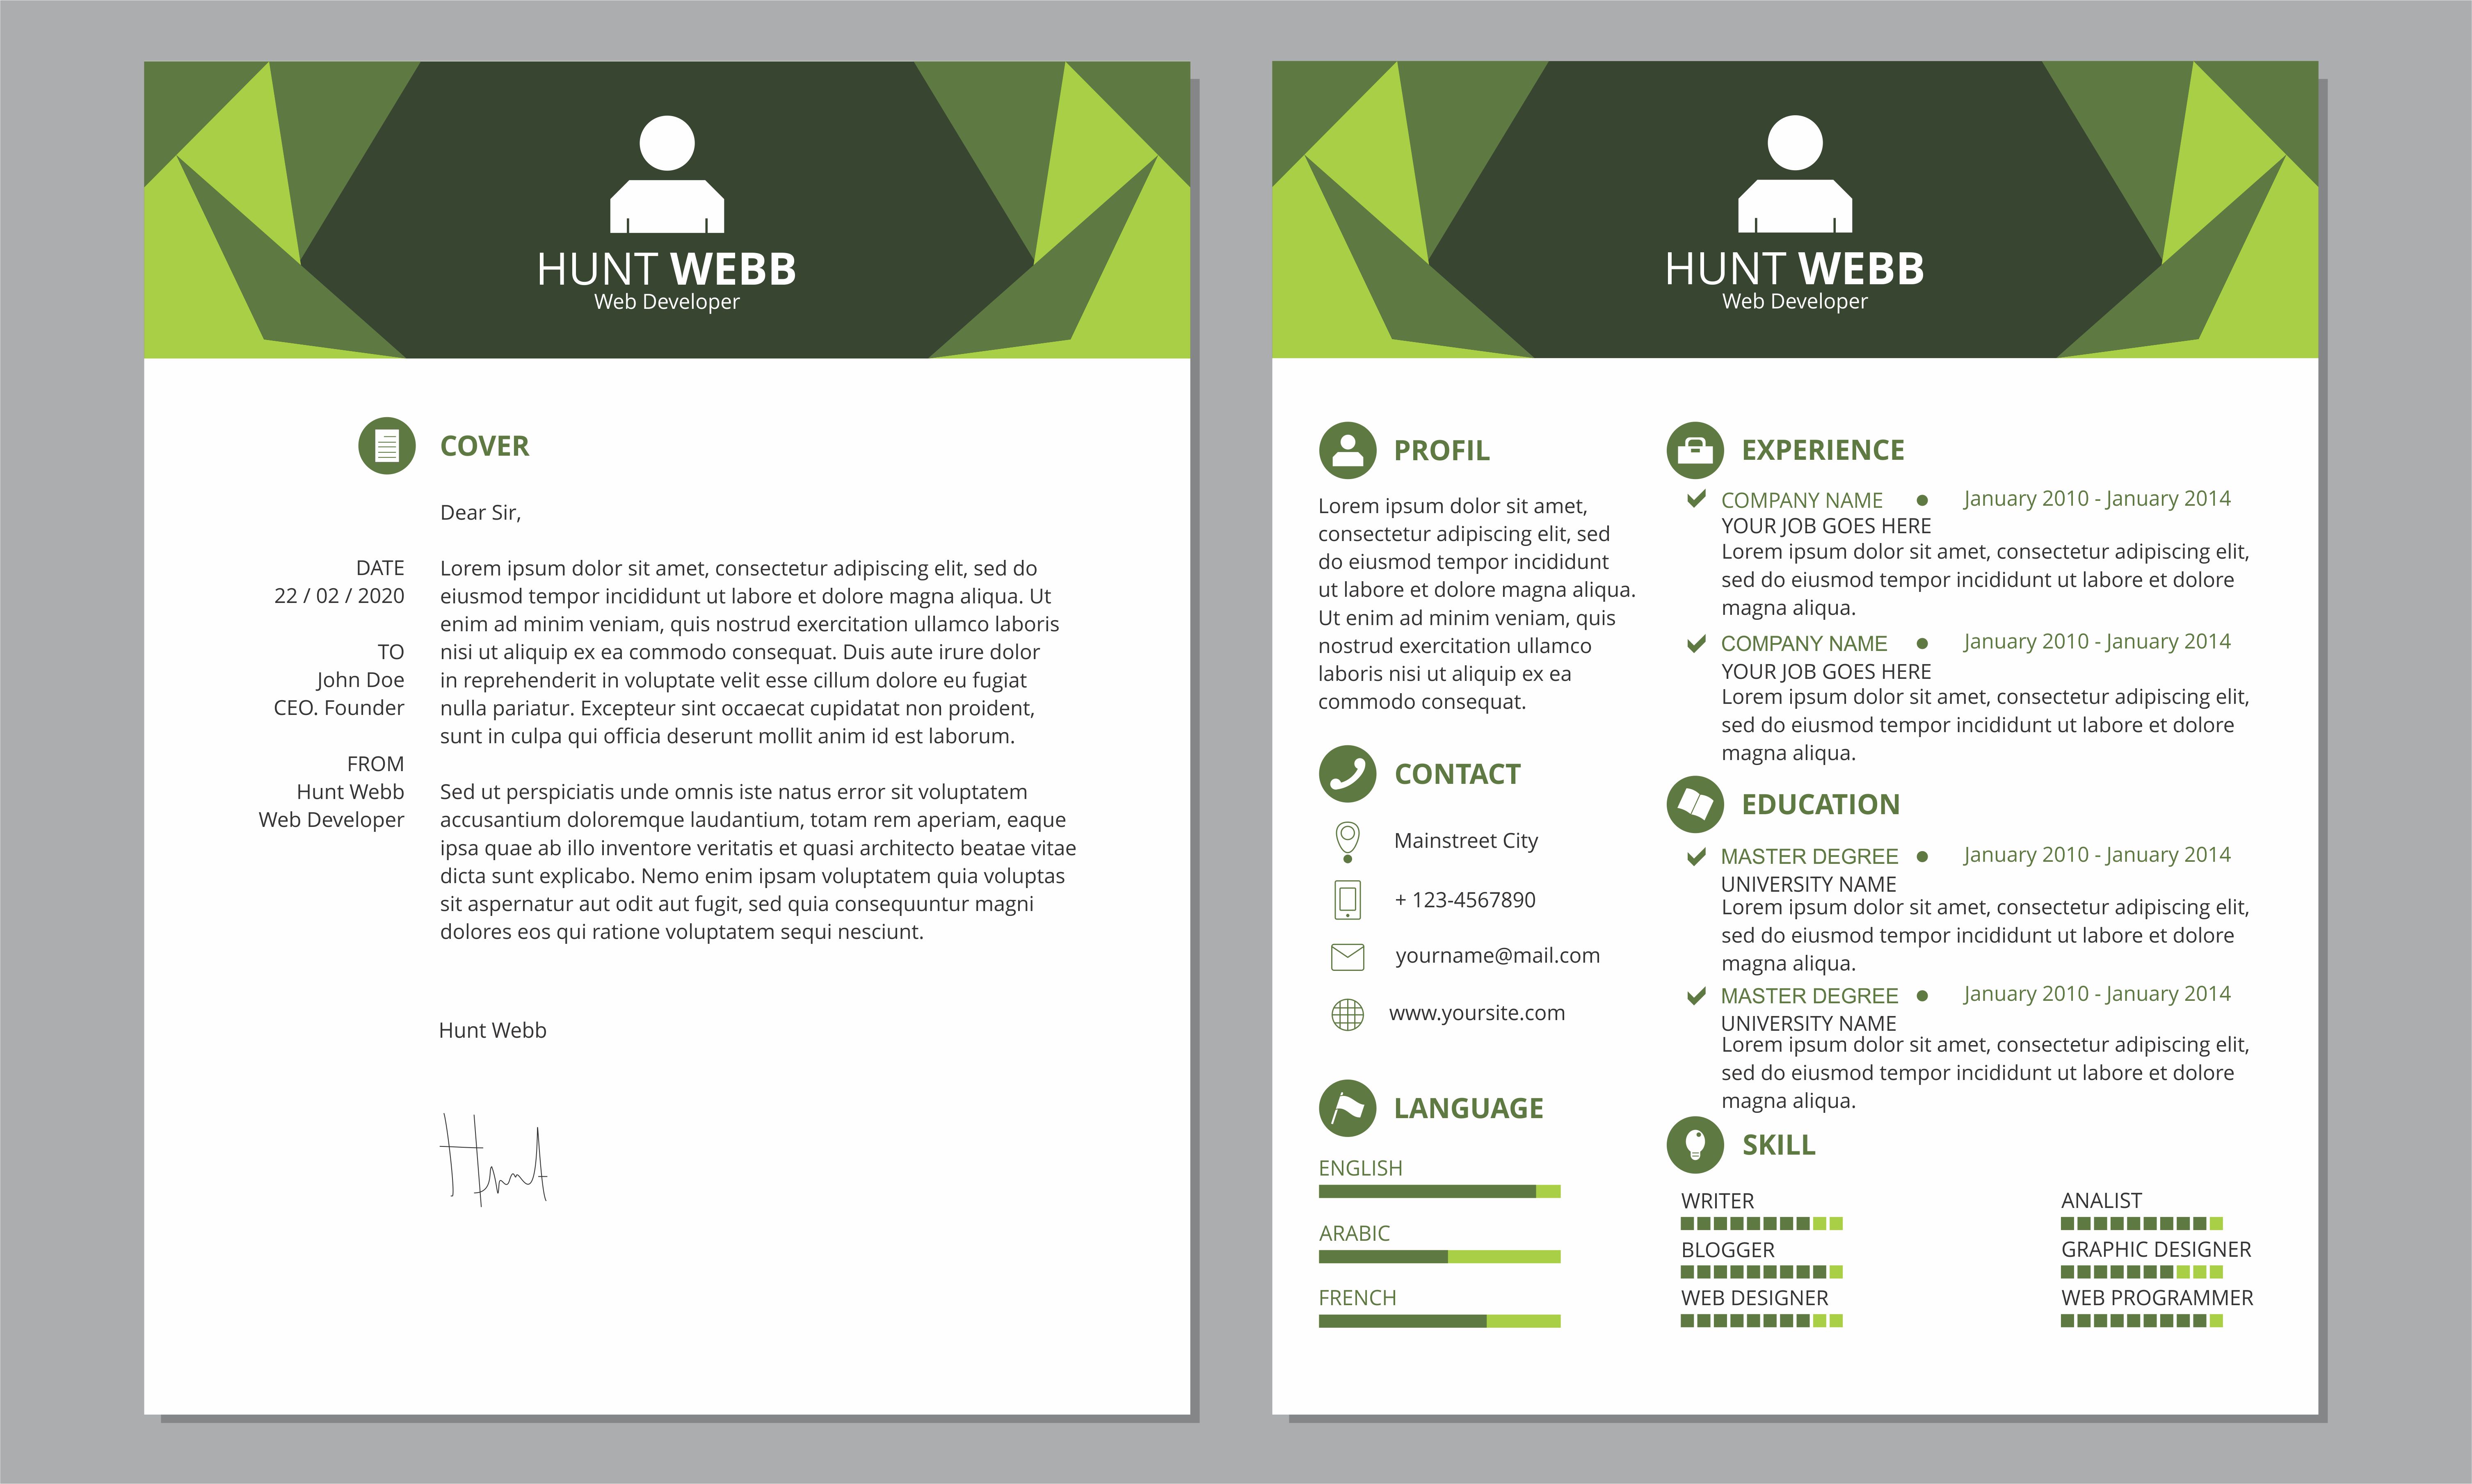 HUNT WEBB
Web Developer
COVER
Dear Sir,
DATE
22 / 02 / 2020
TO
John Doe
CEO. Founder
FROM
Hunt Webb
Web Developer
Lorem ipsum dolor sit amet, consectetur adipiscing elit, sed do
eiusmod tempor incididunt ut labore et dolore magna aliqua. Ut
enim ad minim veniam, quis nostrud exercitation ullamco laboris
nisi ut aliquip ex ea commodo consequat. Duis aute irure dolor
in reprehenderit in voluptate velit esse cillum dolore eu fugiat
nulla pariatur. Excepteur sint occaecat cupidatat non proident,
sunt in culpa qui officia deserunt mollit anim id est laborum.
Sed ut perspiciatis unde omnis iste natus error sit voluptatem
accusantium doloremque laudantium, totam rem aperiam, eaque
ipsa quae ab illo inventore veritatis et quasi architecto beatae vitae
dicta sunt explicabo. Nemo enim ipsam voluptatem quia voluptas
sit aspernatur aut odit aut fugit, sed quia consequuntur magni
dolores eos qui ratione voluptatem sequi nesciunt.
Hunt Webb
Hunt
HUNT WEBB
Web Developer
PROFIL
Lorem ipsum dolor sit amet,
consectetur adipiscing elit, sed
do eiusmod tempor incididunt
ut labore et dolore magna aliqua.
Ut enim ad minim veniam, quis
nostrud exercitation ullamco
laboris nisi ut aliquip ex ea
commodo consequat.
CONTACT
Mainstreet City
+ 123-4567890
yourname@mail.com
www.yoursite.com
LANGUAGE
ENGLISH
ARABIC
FRENCH
EXPERIENCE
COMPANY NAME ● January 2010 - January 2014
YOUR JOB GOES HERE
Lorem ipsum dolor sit amet, consectetur adipiscing elit,
sed do eiusmod tempor incididunt ut labore et dolore
magna aliqua.
COMPANY NAME ● January 2010 - January 2014
YOUR JOB GOES HERE
Lorem ipsum dolor sit amet, consectetur adipiscing elit,
sed do eiusmod tempor incididunt ut labore et dolore
magna aliqua.
EDUCATION
MASTER DEGREE ● January 2010 - January 2014
UNIVERSITY NAME
Lorem ipsum dolor sit amet, consectetur adipiscing elit,
sed do eiusmod tempor incididunt ut labore et dolore
magna aliqua.
MASTER DEGREE ● January 2010 - January 2014
UNIVERSITY NAME
Lorem ipsum dolor sit amet, consectetur adipiscing elit,
sed do eiusmod tempor incididunt ut labore et dolore
magna aliqua.
SKILL
WRITER
BLOGGER
WEB DESIGNER
ANALIST
GRAPHIC DESIGNER
WEB PROGRAMMER